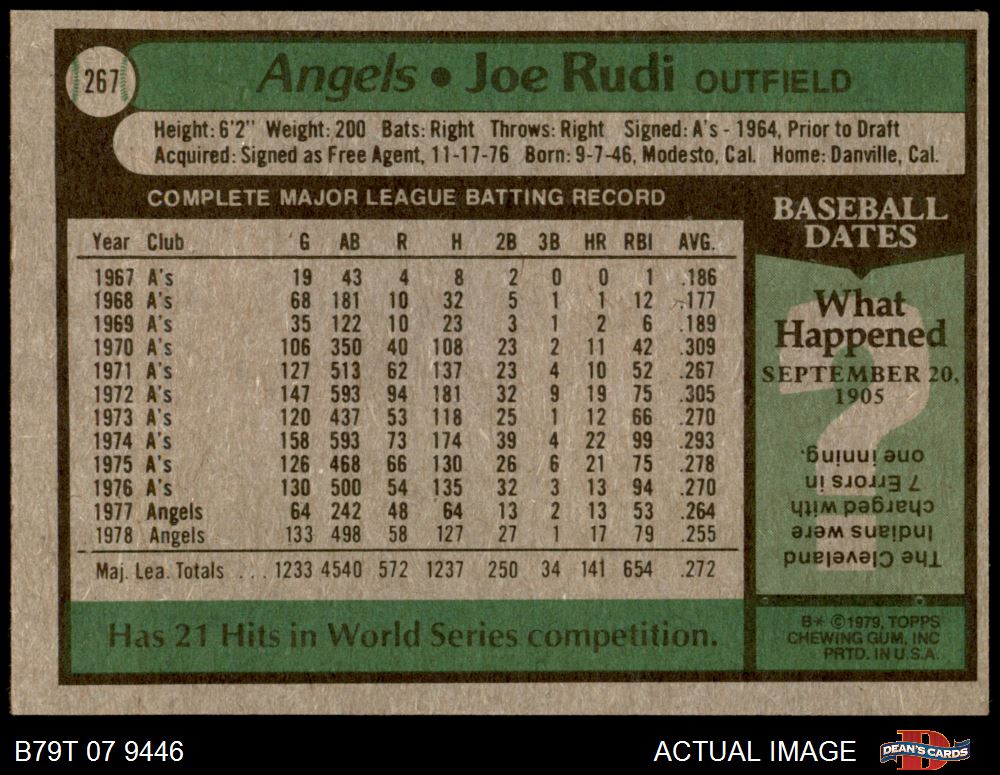 267
Angels • Joe Rudi OUTFIELD
Height: 6'2" Weight: 200 Bats: Right Throws: Right Signed: A's - 1964, Prior to Draft
Acquired: Signed as Free Agent, 11-17-76 Born: 9-7-46, Modesto, Cal. Home: Danville, Cal.
COMPLETE MAJOR LEAGUE BATTING RECORD
Year Club G AB R H 2B 3B HR RBI AVG.
1967 A's 19 43 4 8 2 0 0 1 .186
1968 A's 68 181 10 32 5 1 1 12 .177
1969 A's 35 122 10 23 3 1 2 6 .189
1970 A's 106 350 40 108 23 2 11 42 .309
1971 A's 127 513 62 137 23 4 10 52 .267
1972 A's 147 593 94 181 32 9 19 75 .305
1973 A's 120 437 53 118 25 1 12 66 .270
1974 A's 158 593 73 174 39 4 22 99 .293
1975 A's 126 468 66 130 26 6 21 75 .278
1976 A's 130 500 54 135 32 3 13 94 .270
1977 Angels 64 242 48 64 13 2 13 53 .264
1978 Angels 133 498 58 127 27 1 17 79 .255
Maj. Lea. Totals ... 1233 4540 572 1237 250 34 141 654 .272
Has 21 Hits in World Series competition.
BASEBALL
DATES
What
Happened
SEPTEMBER 20,
1905
?
The Cleveland
Indians were
charged with
7 Errors in
one inning.
B* ©1979, TOPPS
CHEWING GUM, INC
PRTD. IN U.S.A.
B79T 07 9446
ACTUAL IMAGE
DEAN'S CARDS